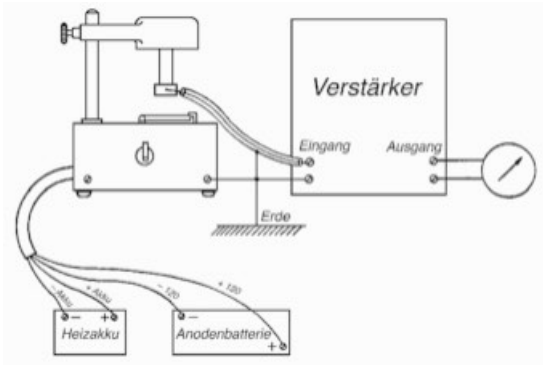 Verstärker
Eingang
Ausgang
Erde
– Akku
+ Akku
– 120
+ 120
– +
Heizakku
–
Anodenbatterie
+